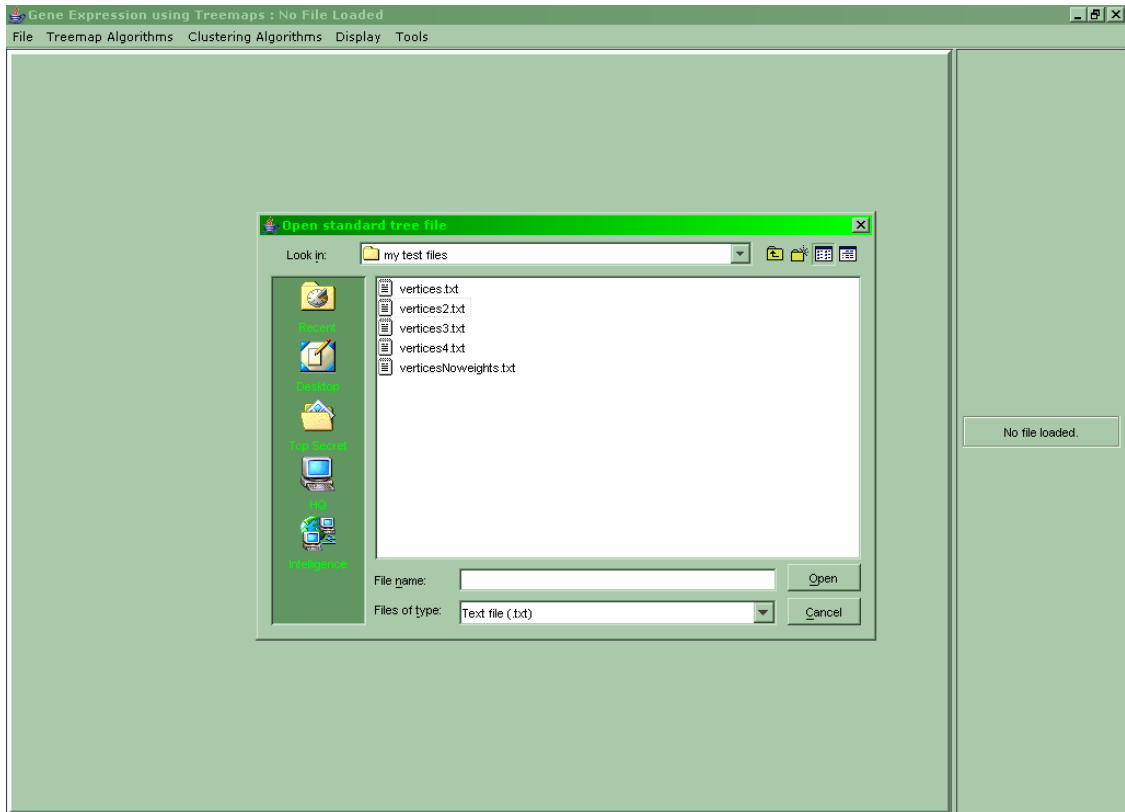 Gene Expression using Treemaps : No File Loaded
File Treemap Algorithms Clustering Algorithms Display Tools
Open standard tree file
Look in: my test files
vertices.txt
vertices2.txt
vertices3.txt
vertices4.txt
verticesNoweights.txt
Recent
Desktop
Top Secret
HQ
Intelligence
File name: Open
Files of type: Text file (.txt) Cancel
No file loaded.